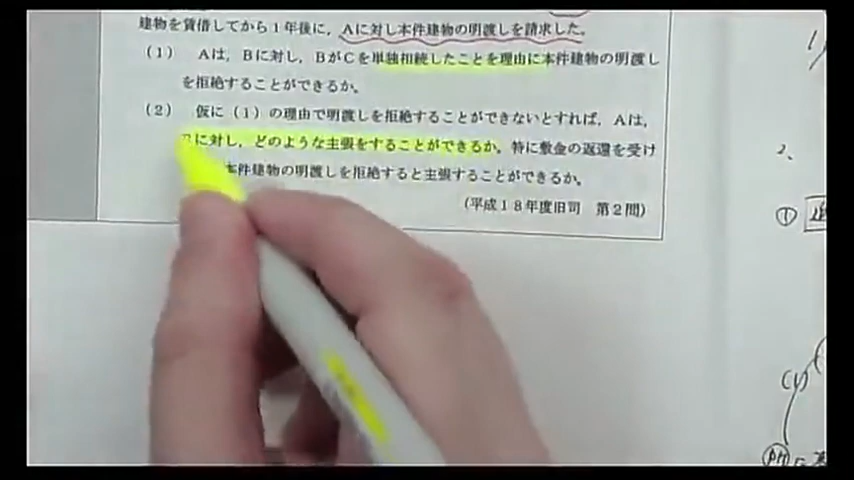 建物を賃借してから1年後に，Aに対し本件建物の明渡しを請求した。
(1) Aは，Bに対し，BがCを単独相続したことを理由に本件建物の明渡し
を拒絶することができるか。
(2) 仮に(1)の理由で明渡しを拒絶することができないとすれば，Aは，
に対し，どのような主張をすることができるか。特に敷金の返還を受け
本件建物の明渡しを拒絶すると主張することができるか。
(平成18年度旧司 第2問)
2、
①